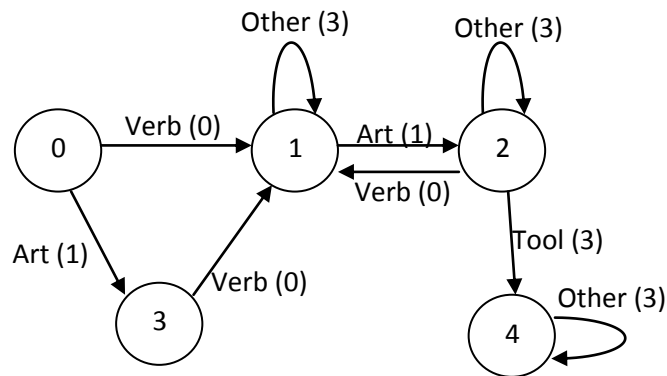 Other (3) Other (3)
Verb (0) Art (1)
0 1 2
Verb (0)
Art (1) Verb (0) Tool (3)
Other (3)
3 4